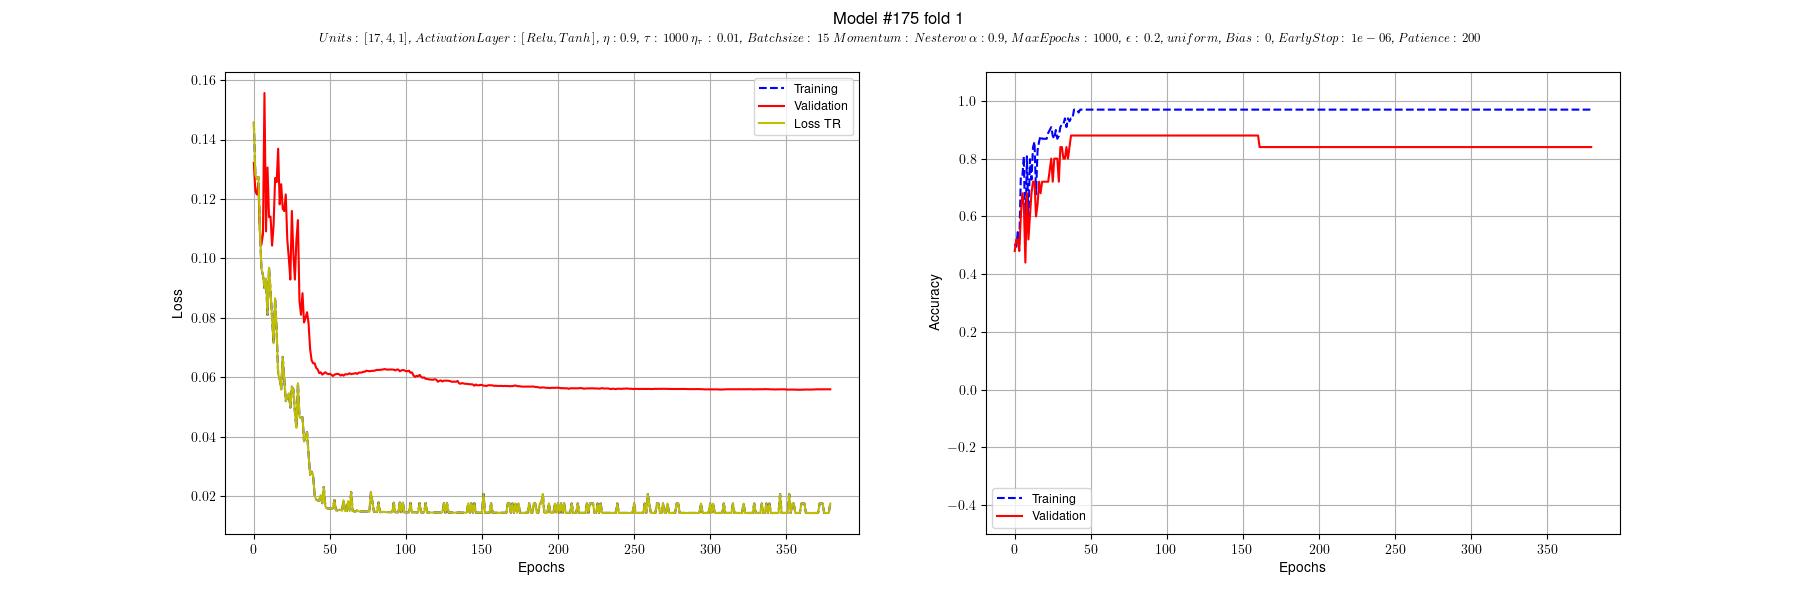 Model #175 fold 1
Units : [17, 4, 1], ActivationLayer : [Relu, Tanh], η : 0.9, τ : 1000 ητ : 0.01, Batchsize : 15 Momentum : Nesterov α : 0.9, MaxEpochs : 1000, ϵ : 0.2, uniform, Bias : 0, EarlyStop : 1e − 06, Patience : 200
0.16
0.14
0.12
0.10
0.08
0.06
0.04
0.02
Loss
0 50 100 150 200 250 300 350
Epochs
Training
Validation
Loss TR
1.0
0.8
0.6
0.4
0.2
0.0
−0.2
−0.4
Accuracy
0 50 100 150 200 250 300 350
Epochs
Training
Validation